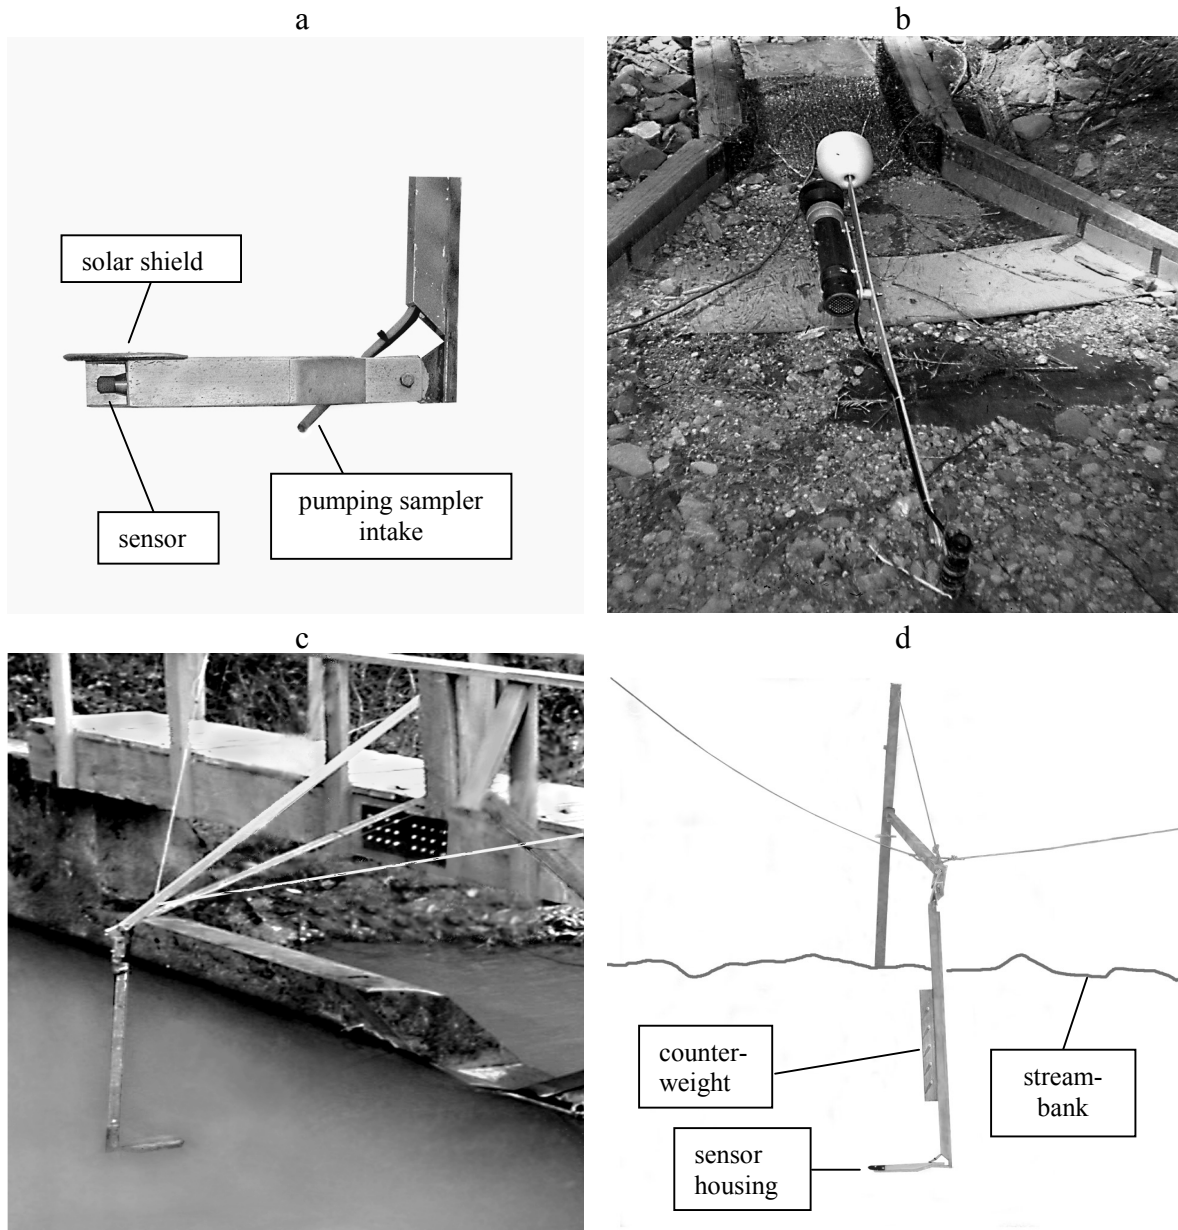 a
b
solar shield
sensor
pumping sampler
intake
c
d
counter-
weight
stream-
bank
sensor
housing